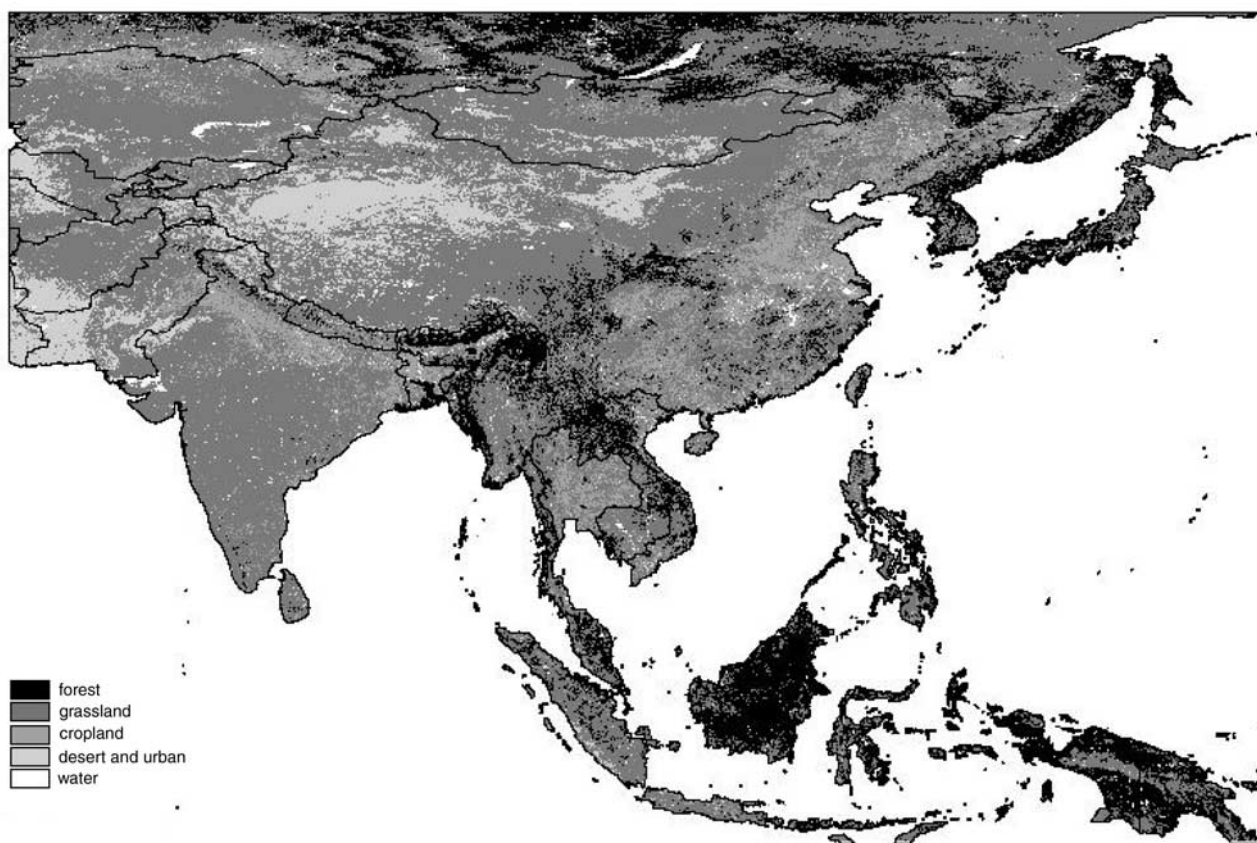 forest
grassland
cropland
desert and urban
water